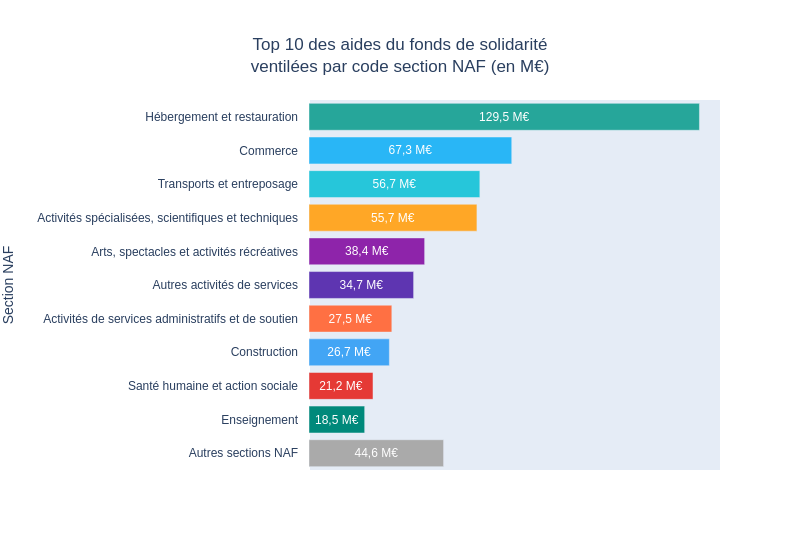 Top 10 des aides du fonds de solidarité
ventilées par code section NAF (en M€)
Section NAF
Hébergement et restauration 129,5 M€
Commerce 67,3 M€
Transports et entreposage 56,7 M€
Activités spécialisées, scientifiques et techniques 55,7 M€
Arts, spectacles et activités récréatives 38,4 M€
Autres activités de services 34,7 M€
Activités de services administratifs et de soutien 27,5 M€
Construction 26,7 M€
Santé humaine et action sociale 21,2 M€
Enseignement 18,5 M€
Autres sections NAF 44,6 M€